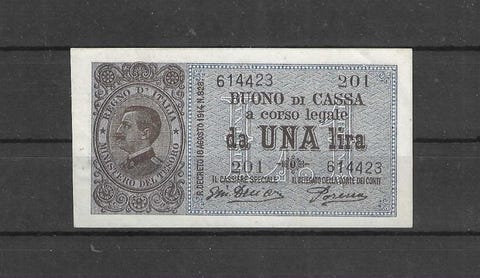 REGNO D'ITALIA
MINISTERO DEL TESORO
R. DECRETO 18 AGOSTO 1914 N. 828
614423 201
BUONO DI CASSA
a corso legale
da UNA lira
201 614423
IL CASSIERE SPECIALE IL DELEGATO DELLA CORTE DEI CONTI